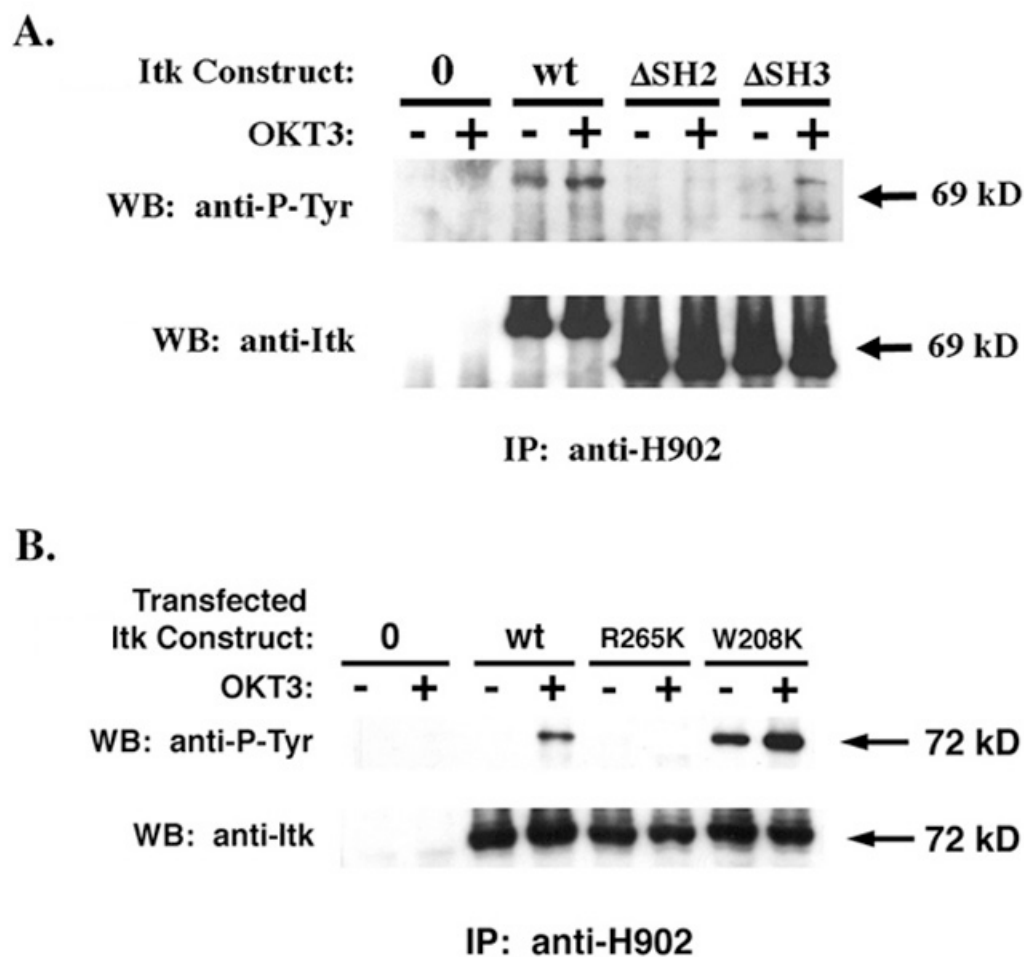 A.
Itk Construct: 0 wt ΔSH2 ΔSH3
OKT3: - + - + - + - +
WB: anti-P-Tyr 69 kD
WB: anti-Itk 69 kD
IP: anti-H902
B.
Transfected
Itk Construct: 0 wt R265K W208K
OKT3: - + - + - + - +
WB: anti-P-Tyr 72 kD
WB: anti-Itk 72 kD
IP: anti-H902